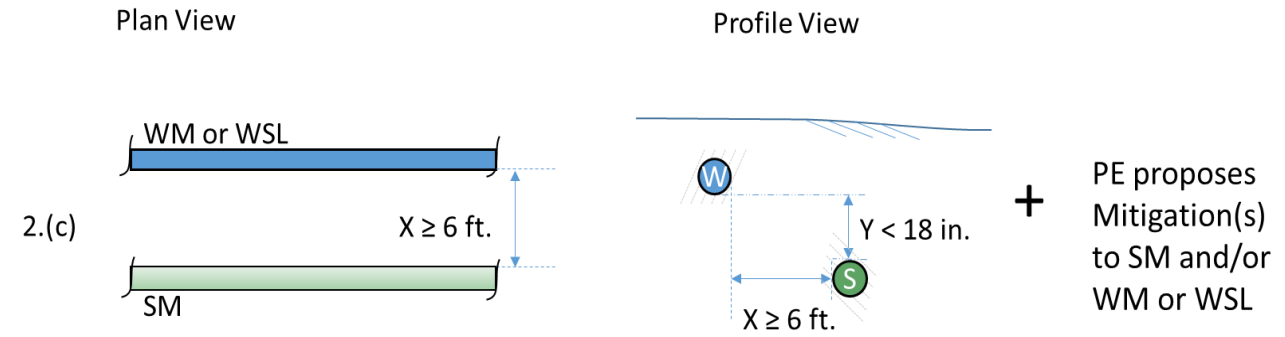 Plan View
Profile View
WM or WSL
W
PE proposes
Mitigation(s)
to SM and/or
WM or WSL
+
2.(c)
X ≥ 6 ft.
Y < 18 in.
S
SM
X ≥ 6 ft.